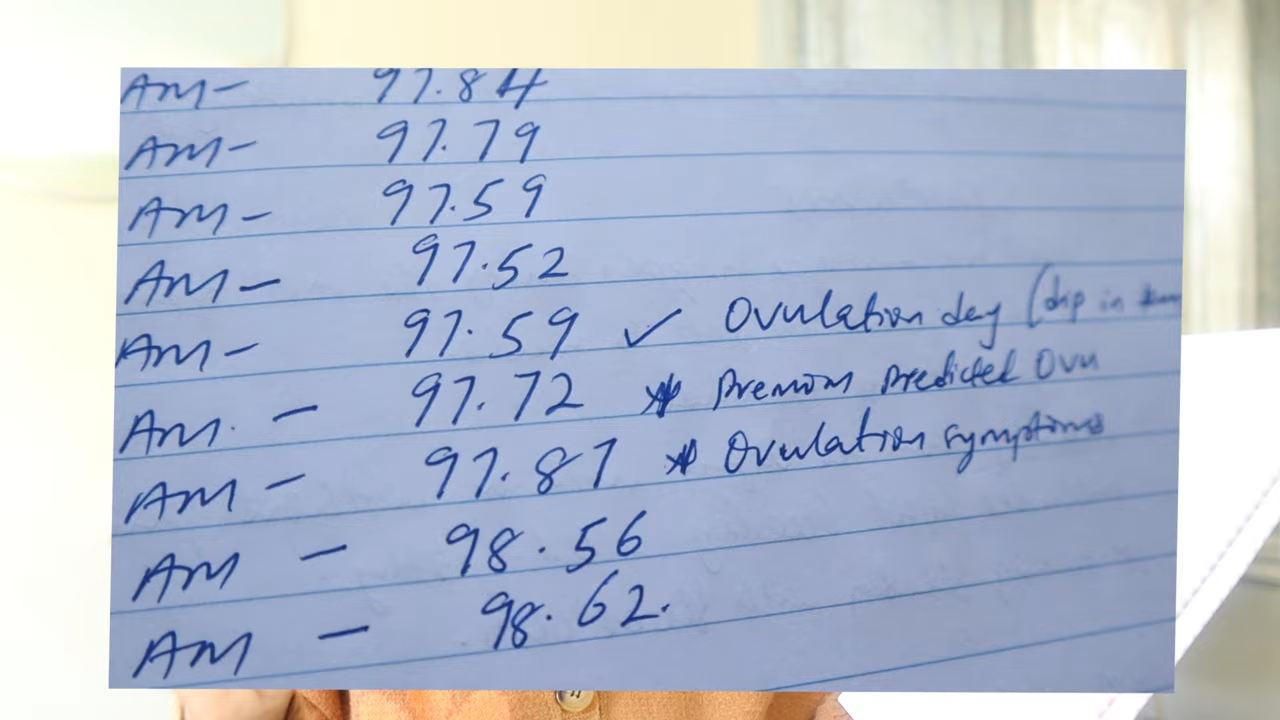 AM- 97.84
AM- 97.79
AM- 97.59
AM- 97.52
AM- 97.59 ✓ Ovulation day (dip in
AM. - 97.72 * Premom predicted Ovu
AM - 97.87 * Ovulation symptoms
AM - 98.56
AM - 98.62.